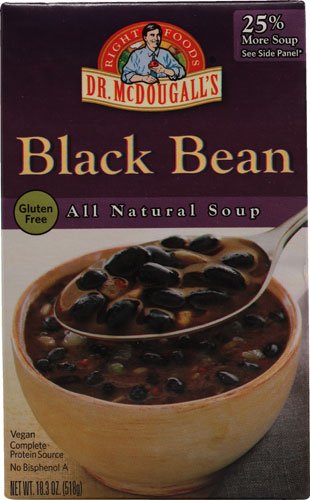 RIGHT FOODS
DR. McDOUGALL'S
25%
More Soup
See Side Panel*
Black Bean
Gluten
Free
All Natural Soup
Vegan
Complete
Protein Source
No Bisphenol A
NET WT. 18.3 OZ. (518g)